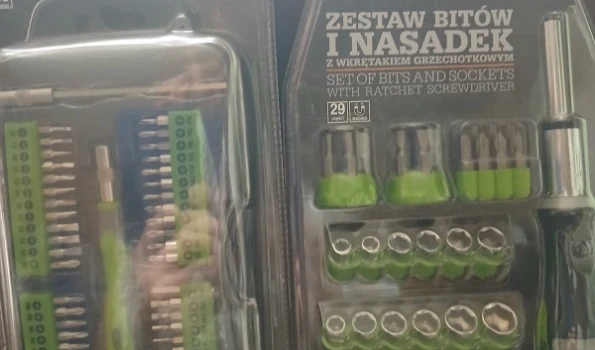 ZESTAW BITÓW
I NASADEK
Z WKRĘTAKIEM GRZECHOTKOWYM
SET OF BITS AND SOCKETS
WITH RATCHET SCREWDRIVER
29